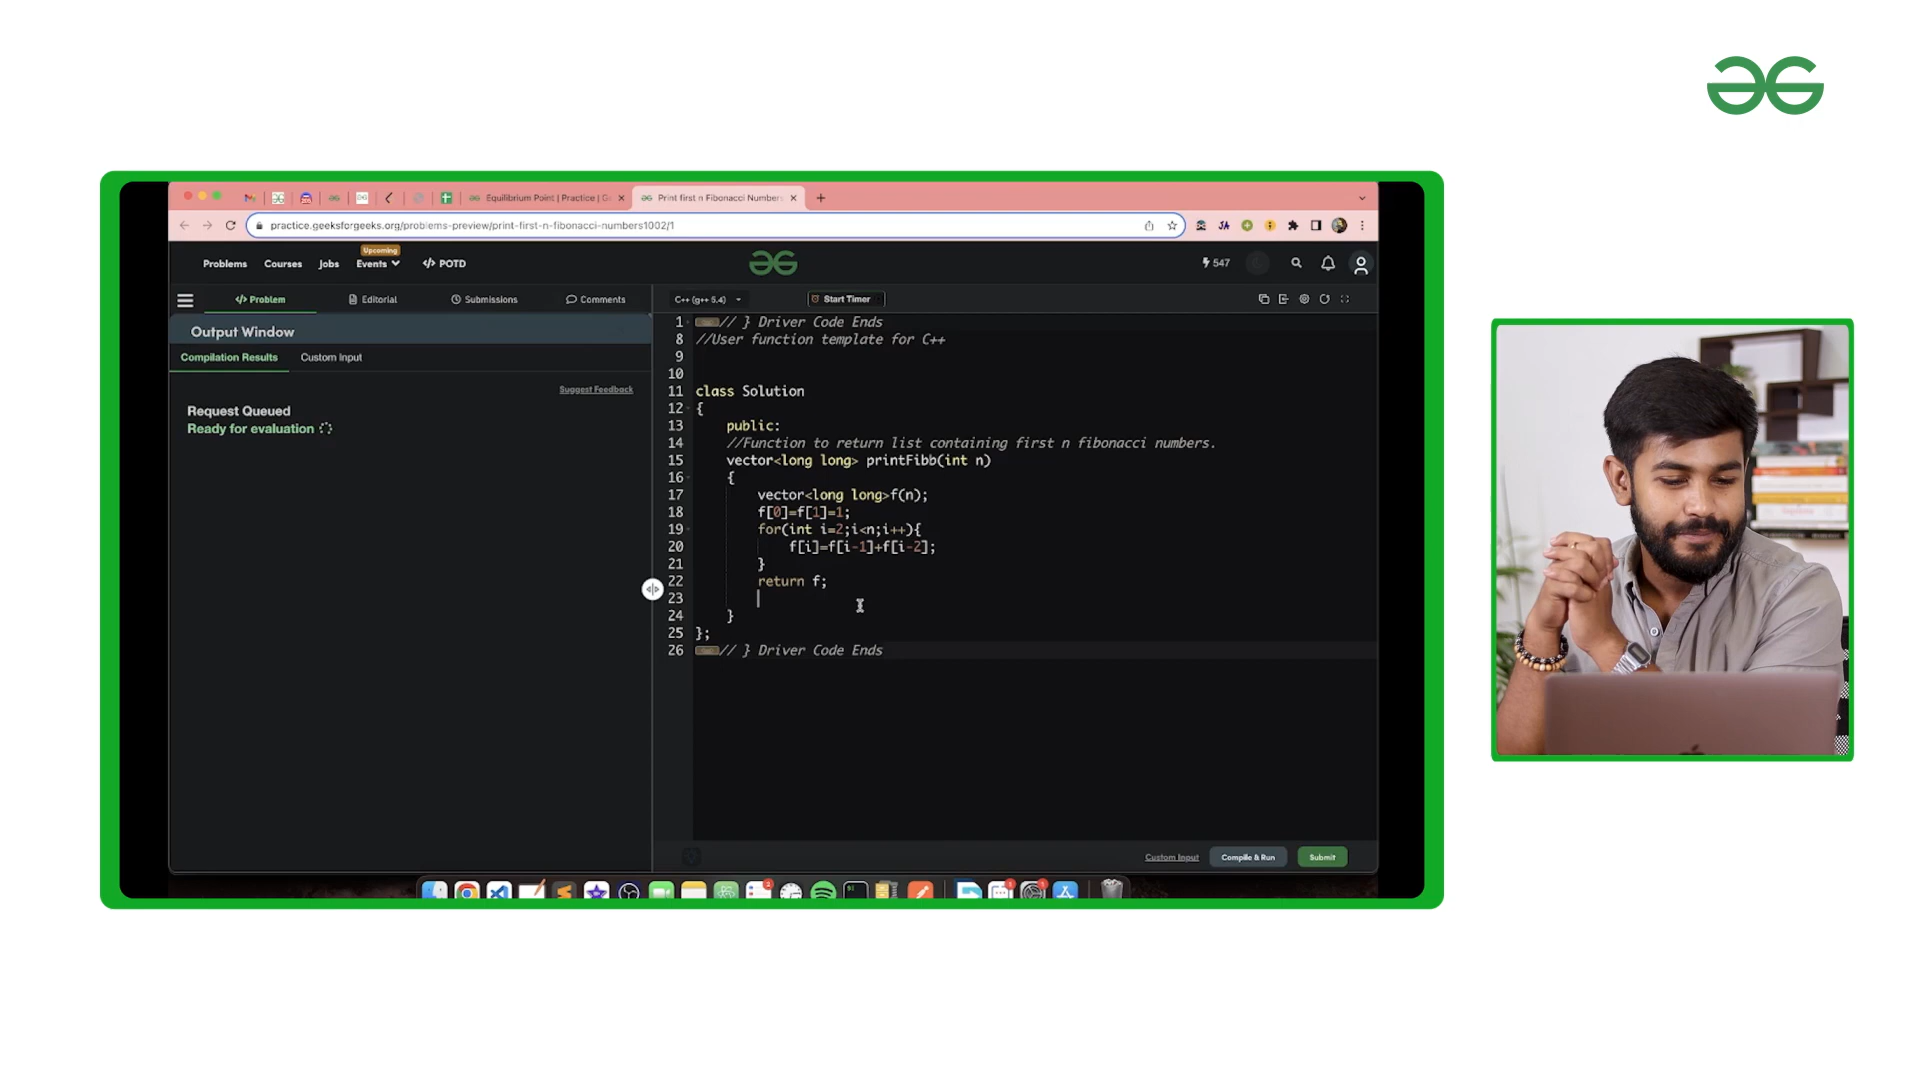 Equilibrium Point | Practice | G
Print first n Fibonacci Numbers
practice.geeksforgeeks.org/problems-preview/print-first-n-fibonacci-numbers1002/1
JA
Upcoming
Problems Courses Jobs Events </> POTD
547
</> Problem Editorial Submissions Comments
C++ (g++ 5.4) Start Timer
Output Window
Compilation Results Custom Input
Suggest Feedback
Request Queued
Ready for evaluation
1 // } Driver Code Ends
8 //User function template for C++
9
10
11 class Solution
12 {
13 public:
14 //Function to return list containing first n fibonacci numbers.
15 vector<long long> printFibb(int n)
16 {
17 vector<long long>f(n);
18 f[0]=f[1]=1;
19 for(int i=2;i<n;i++){
20 f[i]=f[i-1]+f[i-2];
21 }
22 return f;
23
24 }
25 };
26 // } Driver Code Ends
Custom Input Compile & Run Submit